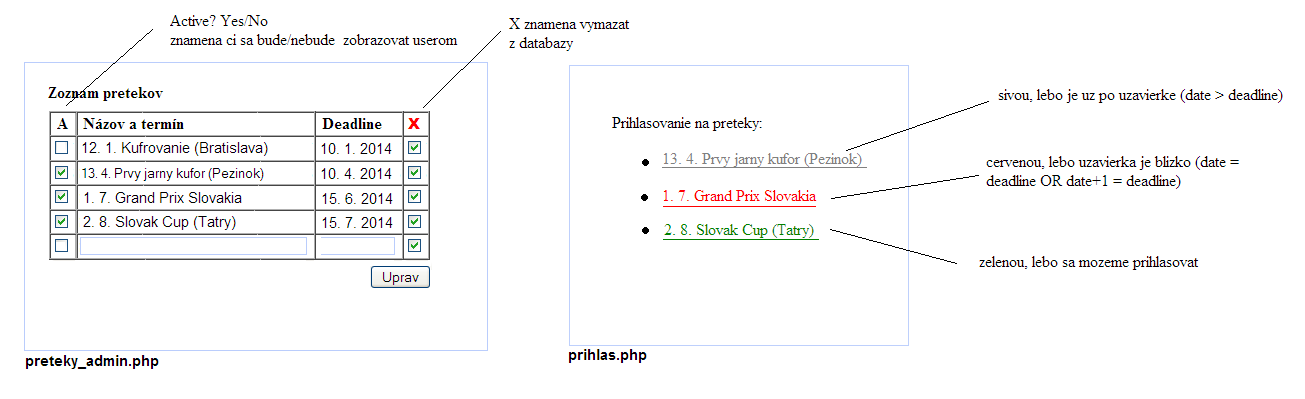 Active? Yes/No
znamena ci sa bude/nebude zobrazovat userom
X znamena vymazat
z databazy
Zoznam pretekov
A Názov a termín Deadline X
12. 1. Kufrovanie (Bratislava) 10. 1. 2014
13. 4. Prvy jarny kufor (Pezinok) 10. 4. 2014
1. 7. Grand Prix Slovakia 15. 6. 2014
2. 8. Slovak Cup (Tatry) 15. 7. 2014
Uprav
preteky_admin.php
Prihlasovanie na preteky:
13. 4. Prvy jarny kufor (Pezinok)
1. 7. Grand Prix Slovakia
2. 8. Slovak Cup (Tatry)
prihlas.php
sivou, lebo je uz po uzavierke (date > deadline)
cervenou, lebo uzavierka je blizko (date =
deadline OR date+1 = deadline)
zelenou, lebo sa mozeme prihlasovat